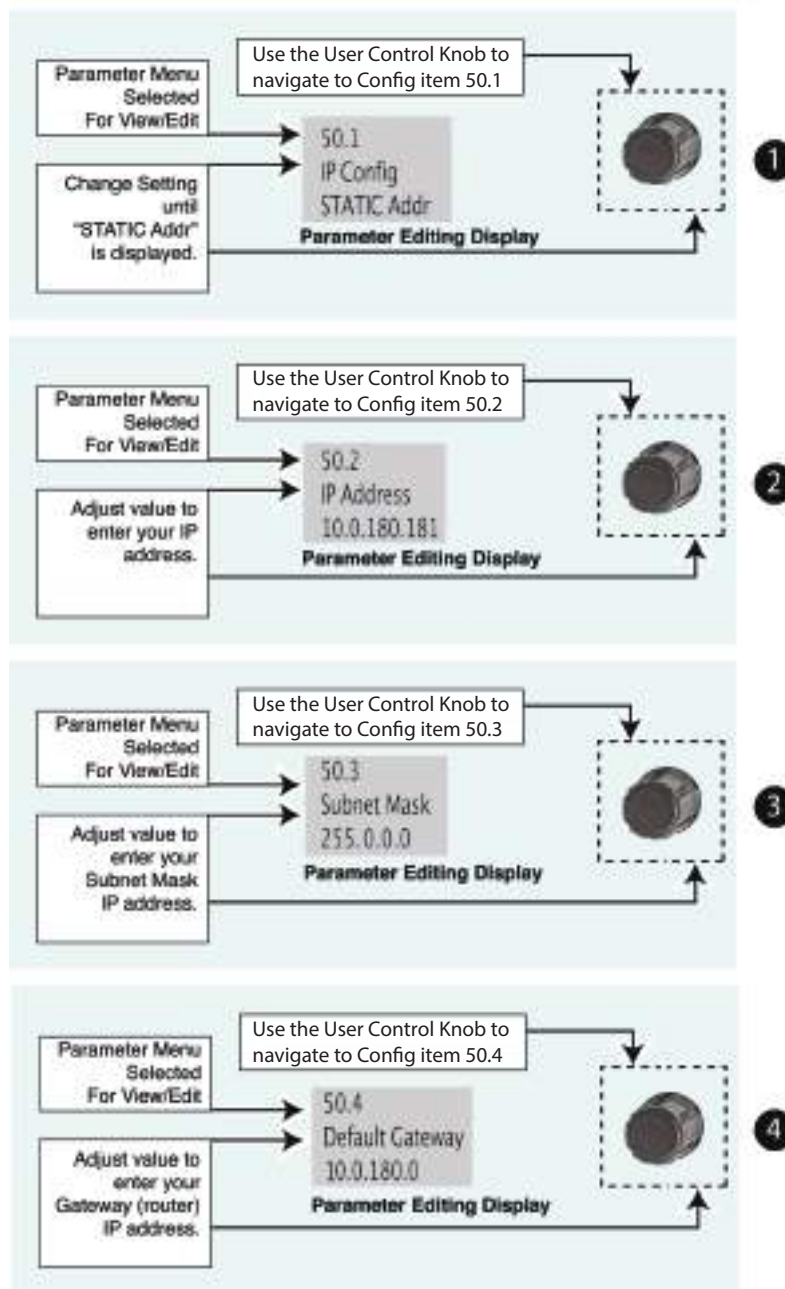 Use the User Control Knob to
navigate to Config item 50.1
Parameter Menu
Selected
For View/Edit
50.1
IP Config
STATIC Addr
Parameter Editing Display
Change Setting
until
"STATIC Addr"
is displayed.
1
Use the User Control Knob to
navigate to Config item 50.2
Parameter Menu
Selected
For View/Edit
50.2
IP Address
10.0.180.181
Parameter Editing Display
Adjust value to
enter your IP
address.
2
Use the User Control Knob to
navigate to Config item 50.3
Parameter Menu
Selected
For View/Edit
50.3
Subnet Mask
255.0.0.0
Parameter Editing Display
Adjust value to
enter your
Subnet Mask
IP address.
3
Use the User Control Knob to
navigate to Config item 50.4
Parameter Menu
Selected
For View/Edit
50.4
Default Gateway
10.0.180.0
Parameter Editing Display
Adjust value to
enter your
Gateway (router)
IP address.
4